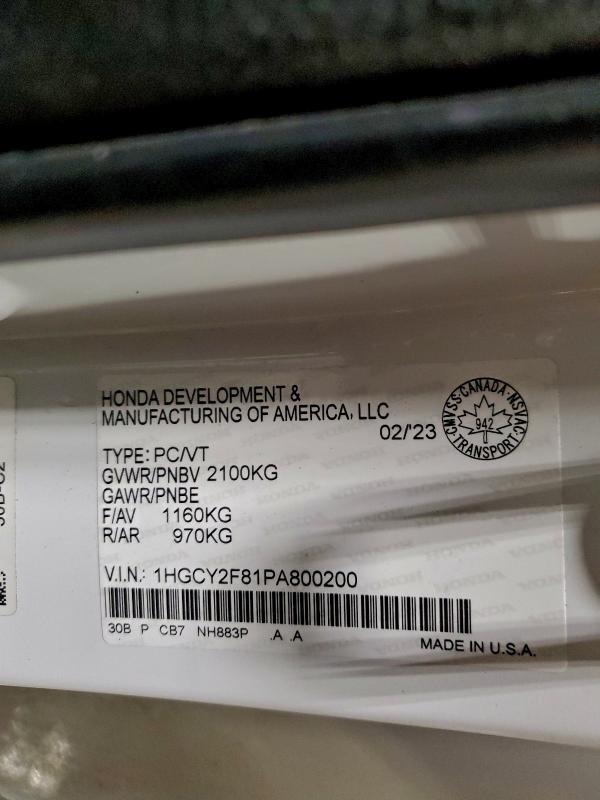 HONDA DEVELOPMENT &
MANUFACTURING OF AMERICA, LLC
02/'23
CMVSS·CANADA·NSVAC
942
·TRANSPORT·
TYPE: PC/VT
GVWR/PNBV 2100KG
GAWR/PNBE
F/AV 1160KG
R/AR 970KG
V.I.N.: 1HGCY2F81PA800200
30B P CB7 NH883P .A .A
MADE IN U.S.A.